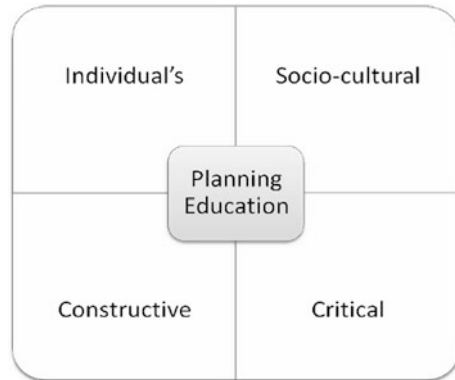 Individual's
Socio-cultural
Planning
Education
Constructive
Critical